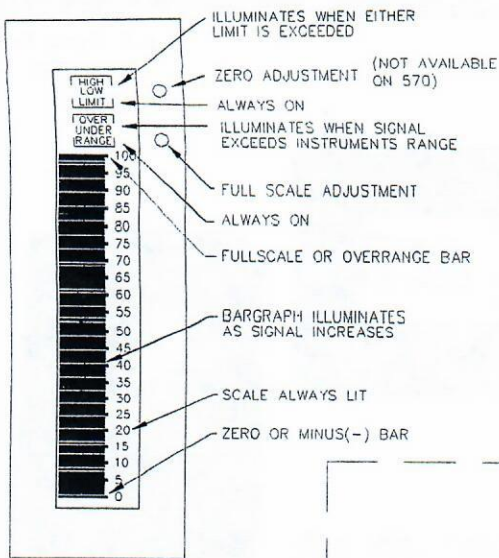 ILLUMINATES WHEN EITHER
LIMIT IS EXCEEDED
HIGH
LOW
LIMIT
ZERO ADJUSTMENT (NOT AVAILABLE
ON 570)
ALWAYS ON
OVER
UNDER
RANGE
ILLUMINATES WHEN SIGNAL
EXCEEDS INSTRUMENTS RANGE
100
95
FULL SCALE ADJUSTMENT
90
85
ALWAYS ON
80
75
FULLSCALE OR OVERRANGE BAR
70
65
60
55
BARGRAPH ILLUMINATES
AS SIGNAL INCREASES
50
45
40
35
30
SCALE ALWAYS LIT
25
20
15
ZERO OR MINUS(-) BAR
10
5
0